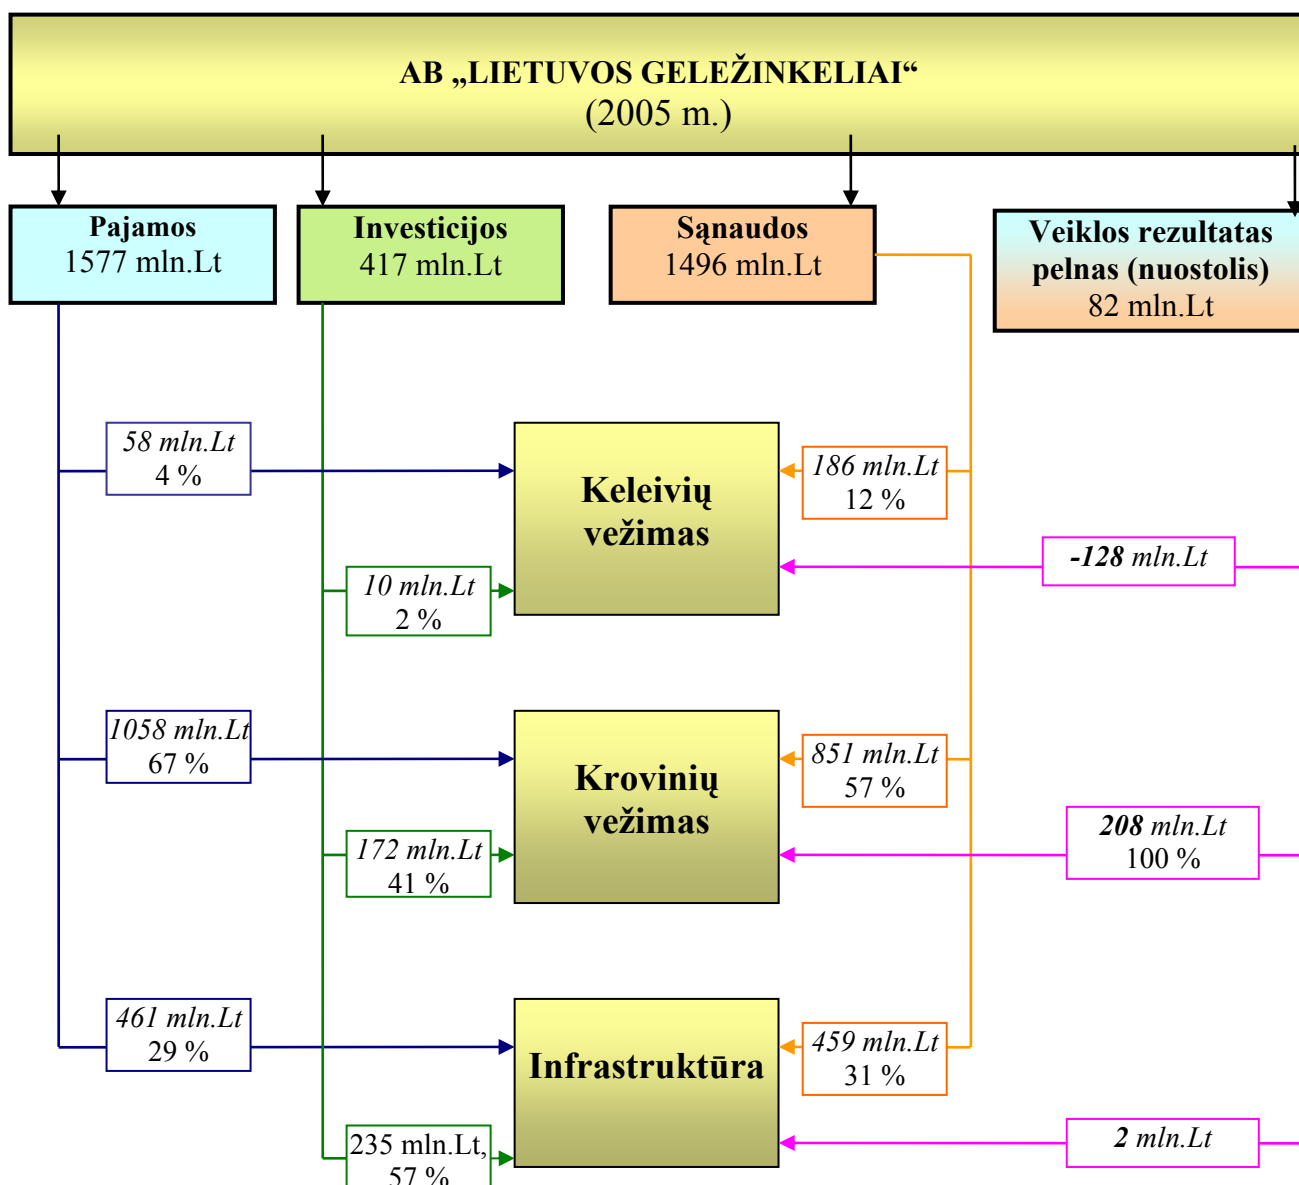 AB „LIETUVOS GELEŽINKELIAI“
(2005 m.)
Pajamos
1577 mln.Lt
Investicijos
417 mln.Lt
Sąnaudos
1496 mln.Lt
Veiklos rezultatas
pelnas (nuostolis)
82 mln.Lt
58 mln.Lt
4 %
Keleivių
vežimas
186 mln.Lt
12 %
-128 mln.Lt
10 mln.Lt
2 %
1058 mln.Lt
67 %
Krovinių
vežimas
851 mln.Lt
57 %
208 mln.Lt
100 %
172 mln.Lt
41 %
461 mln.Lt
29 %
Infrastruktūra
459 mln.Lt
31 %
2 mln.Lt
235 mln.Lt,
57 %